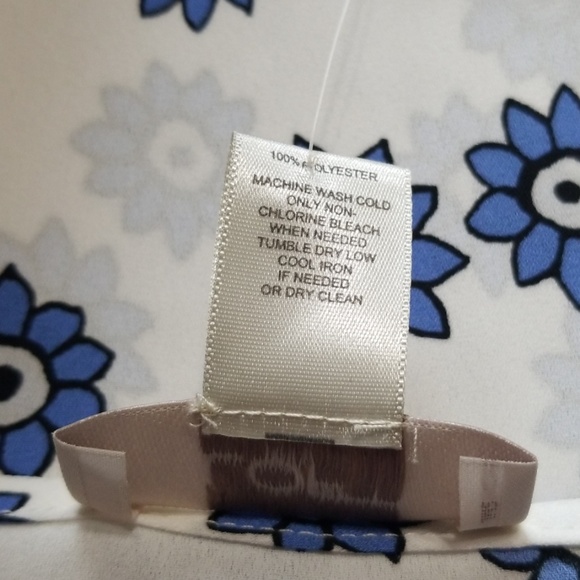 100% POLYESTER
MACHINE WASH COLD
ONLY NON-
CHLORINE BLEACH
WHEN NEEDED
TUMBLE DRY LOW
COOL IRON
IF NEEDED
OR DRY CLEAN